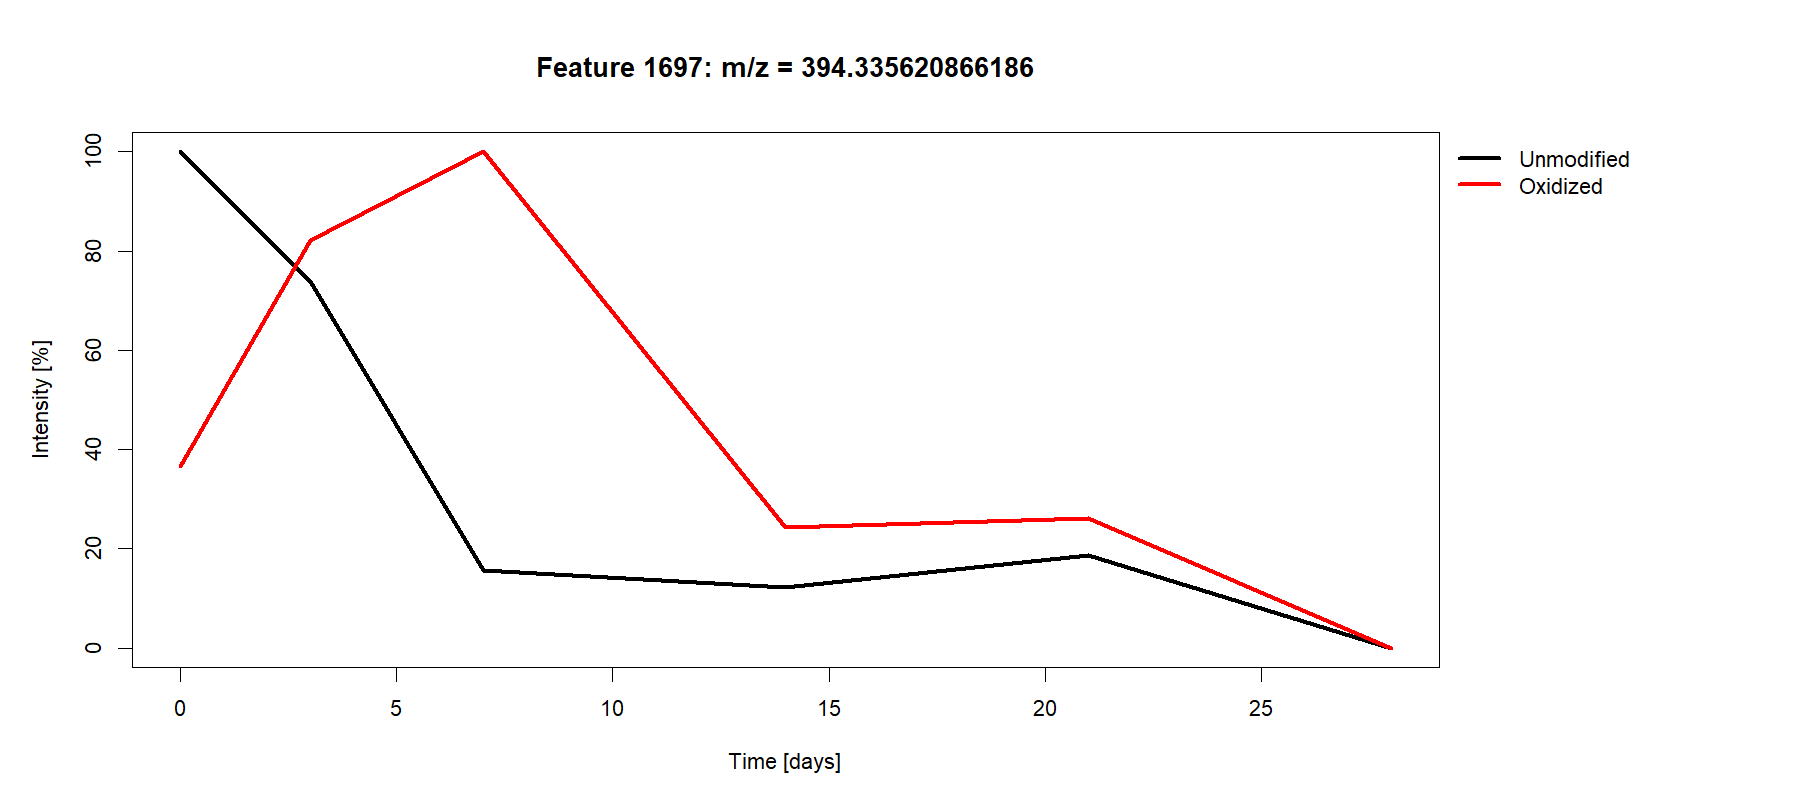 Feature 1697: m/z = 394.335620866186
Unmodified
Oxidized
100
80
60
40
20
0
Intensity [%]
0 5 10 15 20 25
Time [days]